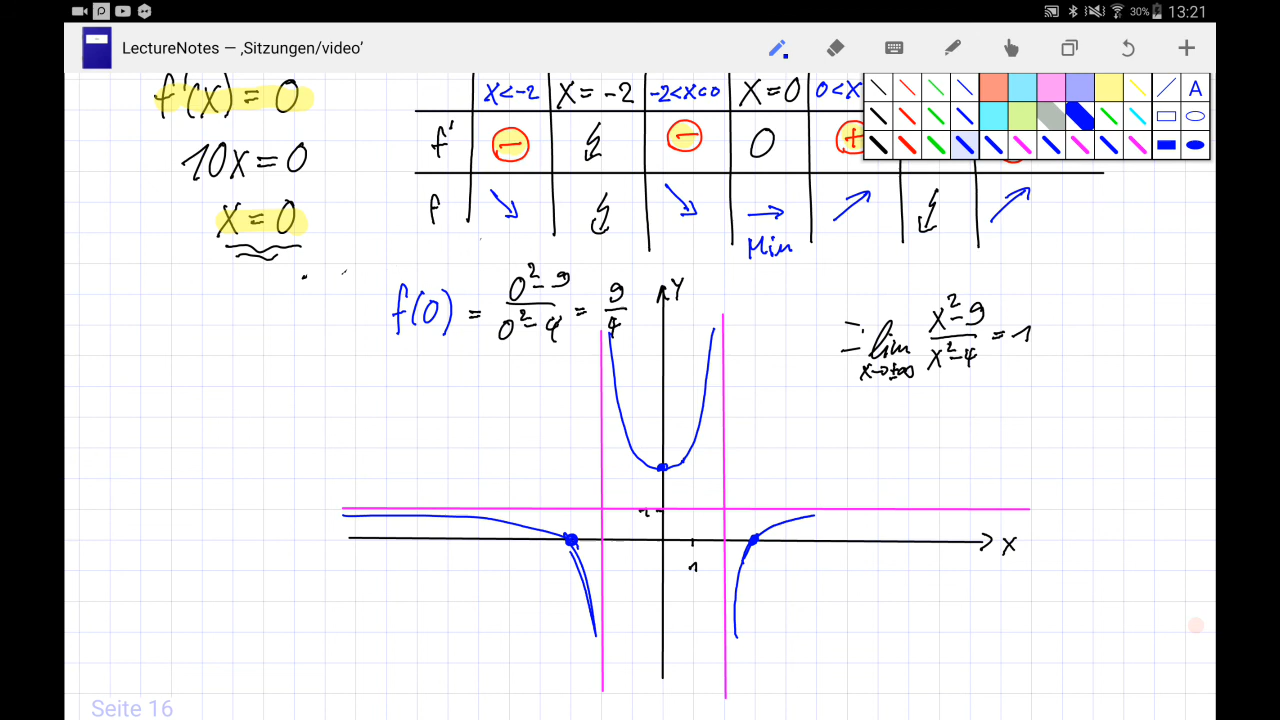 30% 13:21
LectureNotes — ‚Sitzungen/video‘
A
f'(x) = 0
10x = 0
x = 0
x<-2 x = -2 -2<x<0 x = 0 0<x
f' − − 0 +
f
Min
f(0) = (0²-9)/(0²-4) = 9/4
Y
lim x→±∞ (x²-9)/(x²-4) = 1
1
1
X
Seite 16